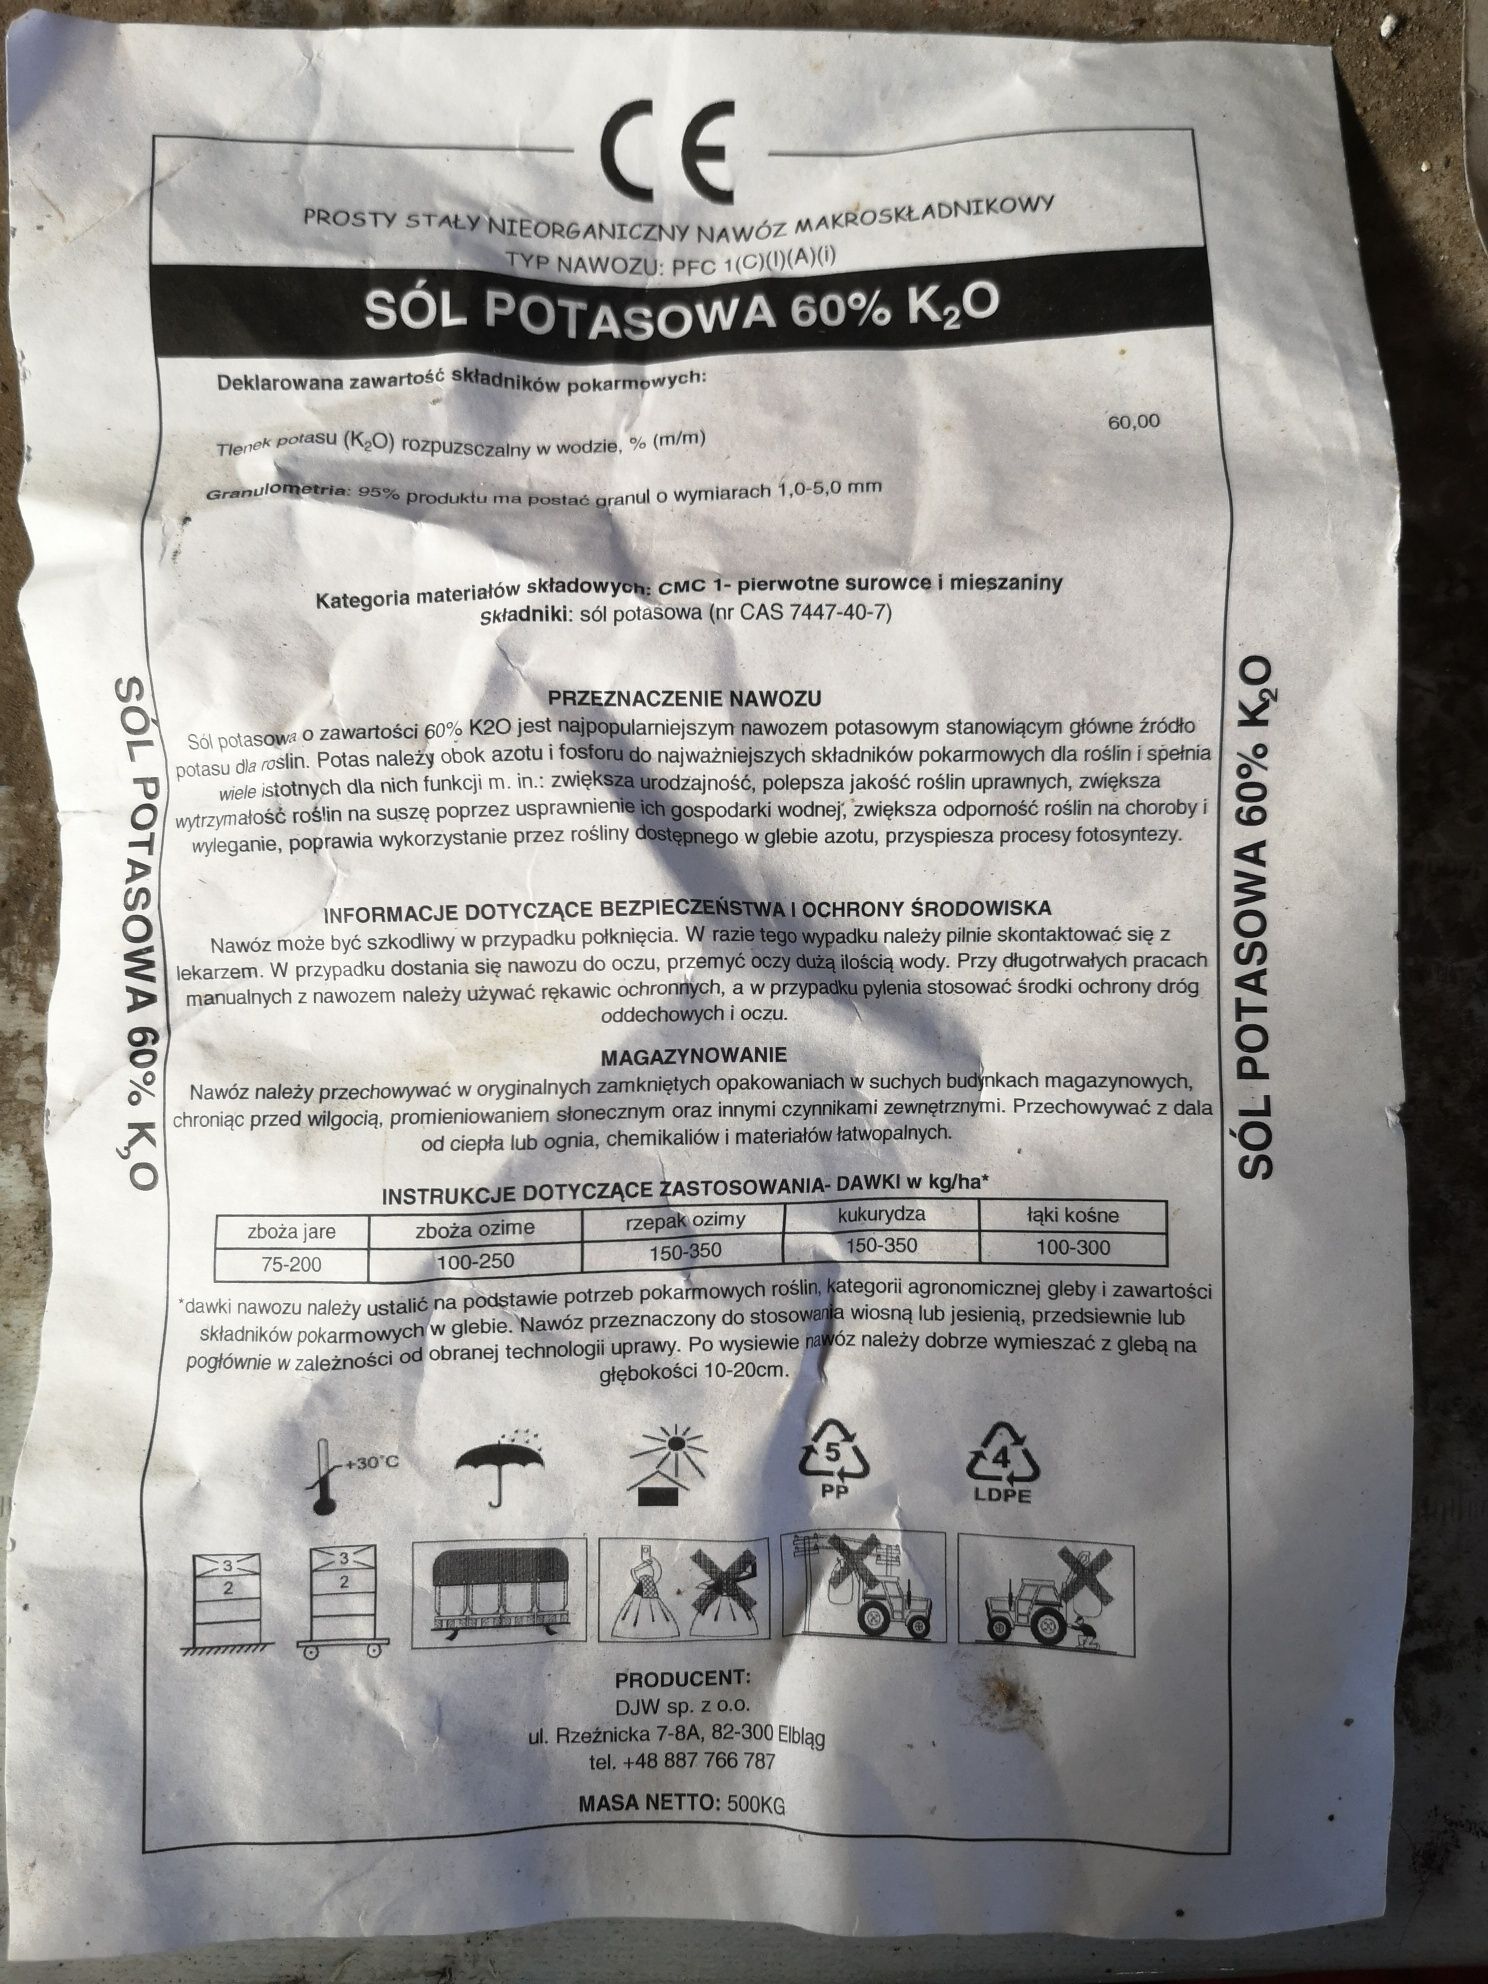 CE
PROSTY STAŁY NIEORGANICZNY NAWÓZ MAKROSKŁADNIKOWY
TYP NAWOZU: PFC 1(C)(I)(A)(i)
SÓL POTASOWA 60% K₂O
Deklarowana zawartość składników pokarmowych:
Tlenek potasu (K₂O) rozpuzsczalny w wodzie, % (m/m) 60,00
Granulometria: 95% produktu ma postać granul o wymiarach 1,0-5,0 mm
Kategoria materiałów składowych: CMC 1- pierwotne surowce i mieszaniny
Składniki: sól potasowa (nr CAS 7447-40-7)
PRZEZNACZENIE NAWOZU
Sól potasowa o zawartości 60% K2O jest najpopularniejszym nawozem potasowym stanowiącym główne źródło
potasu dla roślin. Potas należy obok azotu i fosforu do najważniejszych składników pokarmowych dla roślin i spełnia
wiele istotnych dla nich funkcji m. in.: zwiększa urodzajność, polepsza jakość roślin uprawnych, zwiększa
wytrzymałość roślin na suszę poprzez usprawnienie ich gospodarki wodnej, zwiększa odporność roślin na choroby i
wyleganie, poprawia wykorzystanie przez rośliny dostępnego w glebie azotu, przyspiesza procesy fotosyntezy.
INFORMACJE DOTYCZĄCE BEZPIECZEŃSTWA I OCHRONY ŚRODOWISKA
Nawóz może być szkodliwy w przypadku połknięcia. W razie tego wypadku należy pilnie skontaktować się z
lekarzem. W przypadku dostania się nawozu do oczu, przemyć oczy dużą ilością wody. Przy długotrwałych pracach
manualnych z nawozem należy używać rękawic ochronnych, a w przypadku pylenia stosować środki ochrony dróg
oddechowych i oczu.
MAGAZYNOWANIE
Nawóz należy przechowywać w oryginalnych zamkniętych opakowaniach w suchych budynkach magazynowych,
chroniąc przed wilgocią, promieniowaniem słonecznym oraz innymi czynnikami zewnętrznymi. Przechowywać z dala
od ciepła lub ognia, chemikaliów i materiałów łatwopalnych.
INSTRUKCJE DOTYCZĄCE ZASTOSOWANIA- DAWKI w kg/ha*
zboża jare zboża ozime rzepak ozimy kukurydza łąki kośne
75-200 100-250 150-350 150-350 100-300
*dawki nawozu należy ustalić na podstawie potrzeb pokarmowych roślin, kategorii agronomicznej gleby i zawartości
składników pokarmowych w glebie. Nawóz przeznaczony do stosowania wiosną lub jesienią, przedsiewnie lub
pogłównie w zależności od obranej technologii uprawy. Po wysiewie nawóz należy dobrze wymieszać z glebą na
głębokości 10-20cm.
+30°C
5
PP
4
LDPE
3
2
3
2
PRODUCENT:
DJW sp. z o.o.
ul. Rzeźnicka 7-8A, 82-300 Elbląg
tel. +48 887 766 787
MASA NETTO: 500KG
SÓL POTASOWA 60% K₂O
SÓL POTASOWA 60% K₂O